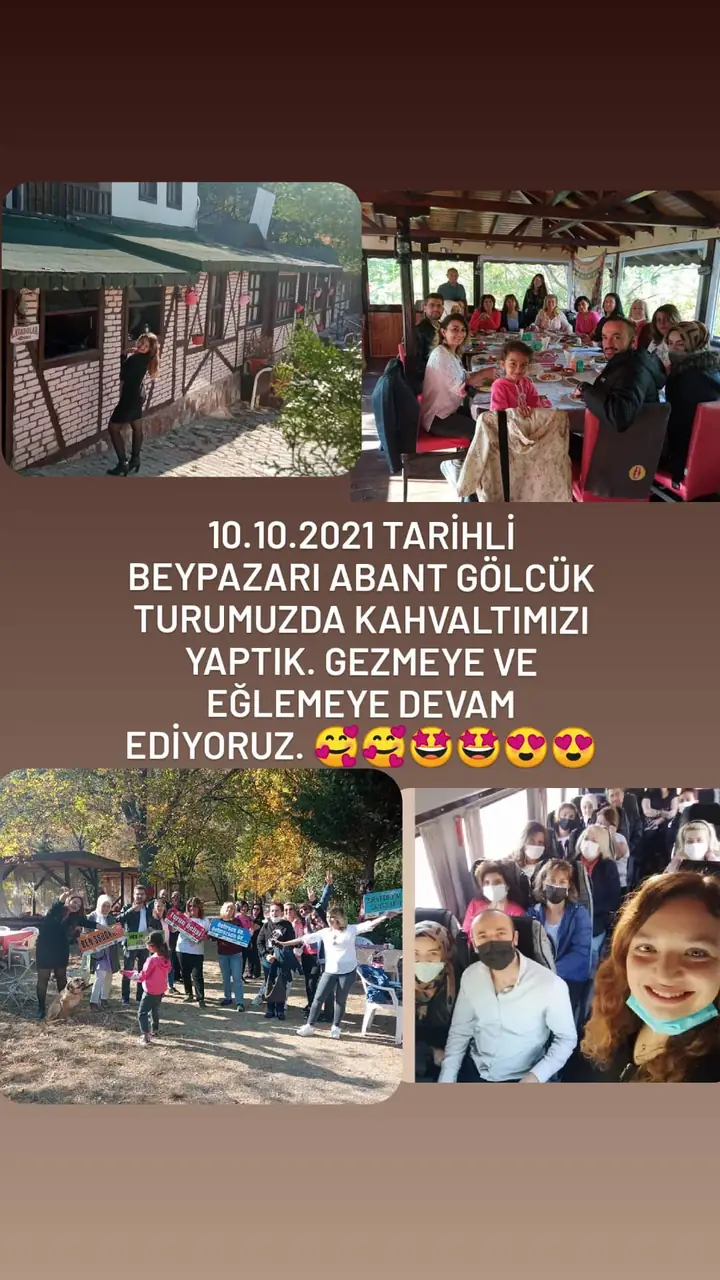 10.10.2021 TARİHLİ
BEYPAZARI ABANT GÖLCÜK
TURUMUZDA KAHVALTIMIZI
YAPTIK. GEZMEYE VE
EĞLEMEYE DEVAM
EDİYORUZ. 🥰🥰🤩🤩😍😍